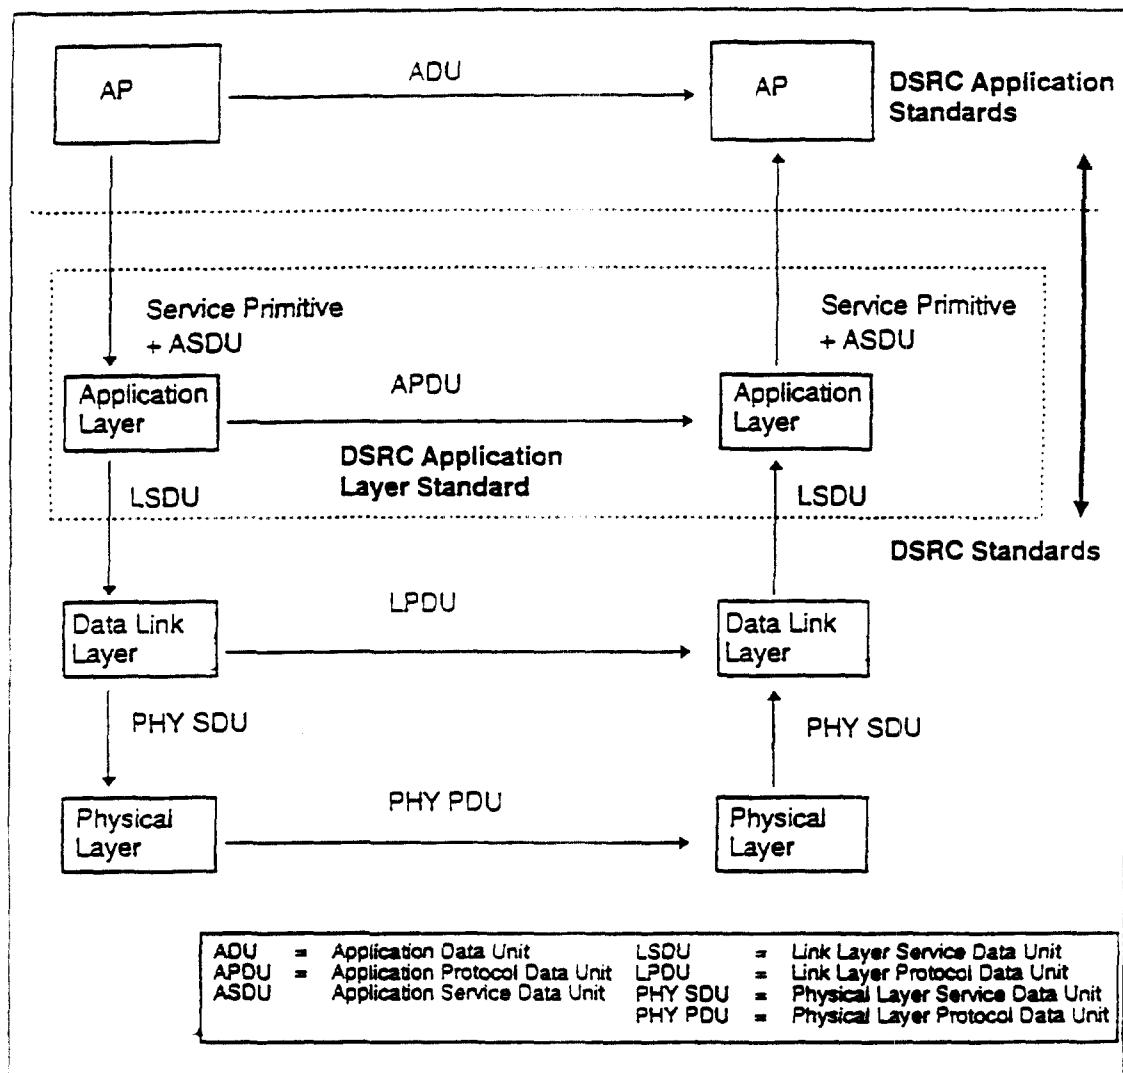 AP
ADU
AP
DSRC Application
Standards
Service Primitive
+ ASDU
Service Primitive
+ ASDU
Application
Layer
APDU
Application
Layer
DSRC Application
Layer Standard
LSDU
LSDU
DSRC Standards
Data Link
Layer
LPDU
Data Link
Layer
PHY SDU
PHY SDU
Physical
Layer
PHY PDU
Physical
Layer
ADU = Application Data Unit
APDU = Application Protocol Data Unit
ASDU Application Service Data Unit
LSDU = Link Layer Service Data Unit
LPDU = Link Layer Protocol Data Unit
PHY SDU = Physical Layer Service Data Unit
PHY PDU = Physical Layer Protocol Data Unit